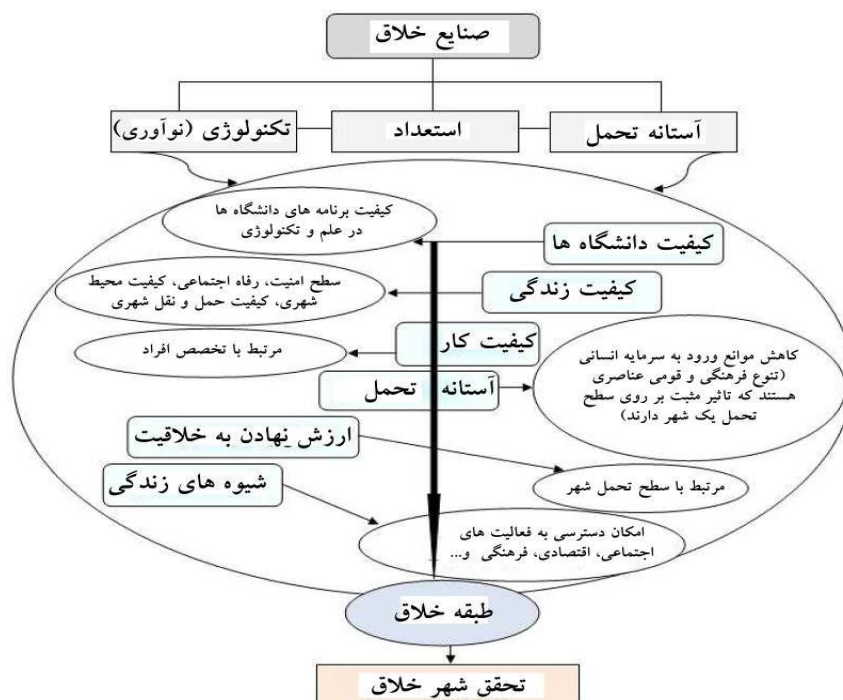 صنایع خلاق
آستانه تحمل
استعداد
تکنولوژی (نوآوری)
کیفیت برنامه های دانشگاه ها
در علم و تکنولوژی
کیفیت دانشگاه ها
سطح امنیت، رفاه اجتماعی، کیفیت محیط
شهری، کیفیت حمل و نقل شهری
کیفیت زندگی
کیفیت کار
مرتبط با تخصص افراد
کاهش موانع ورود به سرمایه انسانی
(تنوع فرهنگی و قومی عناصری
هستند که تاثیر مثبت بر روی سطح
تحمل یک شهر دارند)
آستانه تحمل
ارزش نهادن به خلاقیت
مرتبط با سطح تحمل شهر
شیوه های زندگی
امکان دسترسی به فعالیت های
اجتماعی، اقتصادی، فرهنگی و...
طبقه خلاق
تحقق شهر خلاق